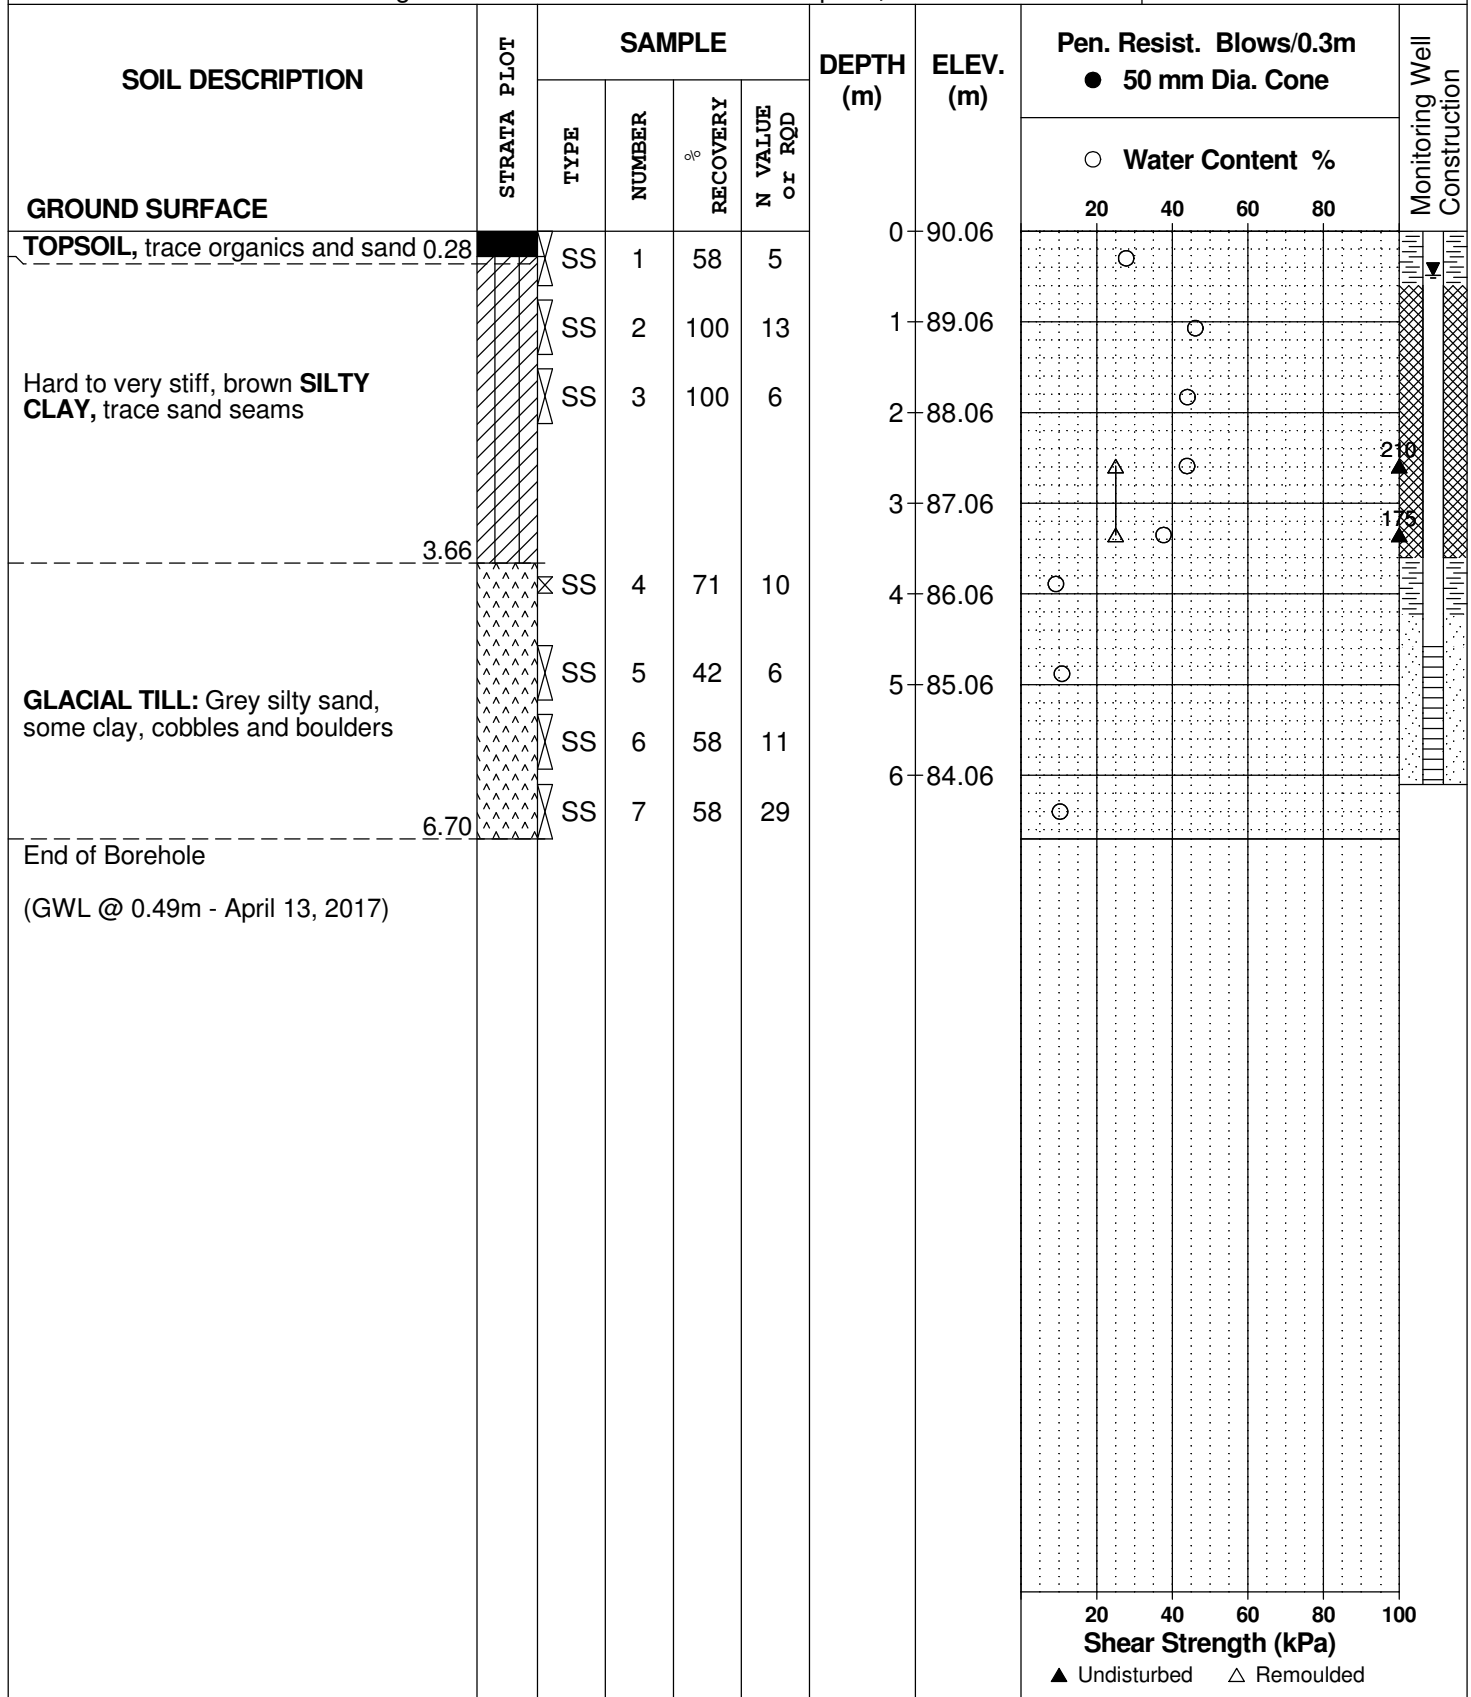 SOIL DESCRIPTION
GROUND SURFACE
STRATA PLOT
SAMPLE
TYPE
NUMBER
% RECOVERY
N VALUE or RQD
DEPTH (m)
ELEV. (m)
Pen. Resist. Blows/0.3m
● 50 mm Dia. Cone
○ Water Content %
20 40 60 80
Monitoring Well Construction
TOPSOIL, trace organics and sand 0.28
SS 1 58 5
0 90.06
SS 2 100 13
1 89.06
Hard to very stiff, brown SILTY
CLAY, trace sand seams
SS 3 100 6
2 88.06
210
3 87.06
175
3.66
SS 4 71 10
4 86.06
SS 5 42 6
5 85.06
GLACIAL TILL: Grey silty sand,
some clay, cobbles and boulders
SS 6 58 11
6 84.06
SS 7 58 29
6.70
End of Borehole
(GWL @ 0.49m - April 13, 2017)
20 40 60 80 100
Shear Strength (kPa)
▲ Undisturbed △ Remoulded